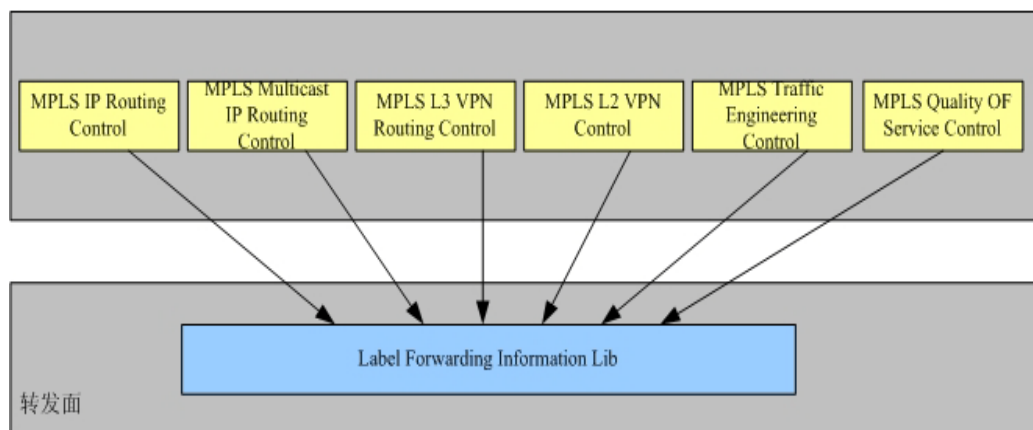 MPLS IP Routing
Control
MPLS Multicast
IP Routing
Control
MPLS L3 VPN
Routing Control
MPLS L2 VPN
Control
MPLS Traffic
Engineering
Control
MPLS Quality OF
Service Control
Label Forwarding Information Lib
转发面